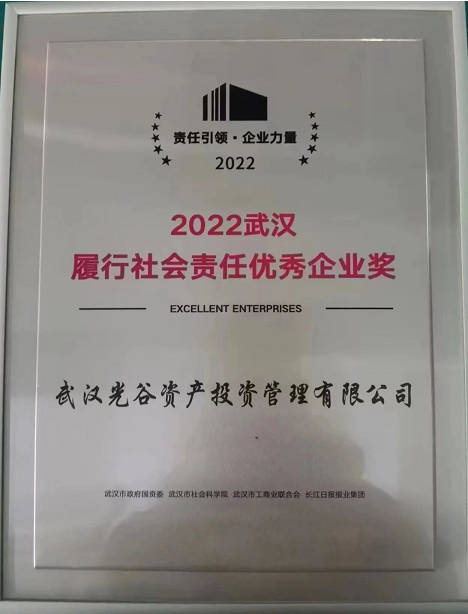 责任引领·企业力量
2022
2022武汉
履行社会责任优秀企业奖
EXCELLENT ENTERPRISES
武汉光谷资产投资管理有限公司
武汉市政府国资委 武汉市社会科学院 武汉市工商业联合会 长江日报报业集团